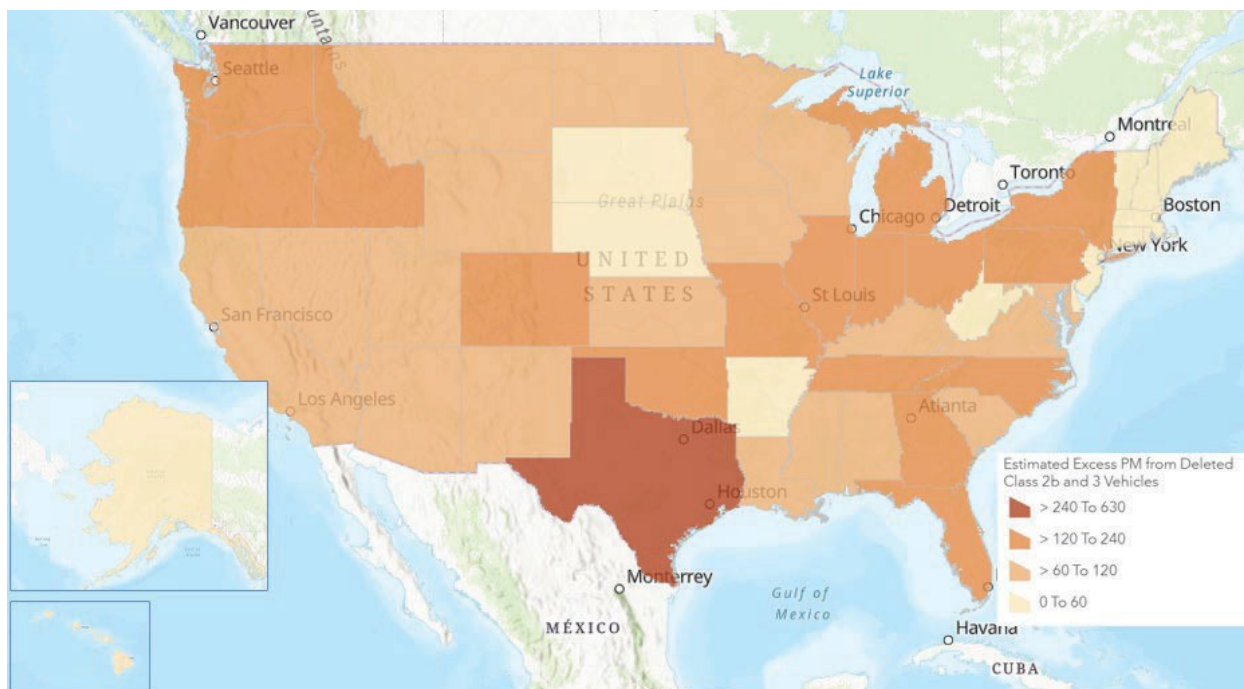 Vancouver
Seattle
Lake
Superior
Montreal
Toronto
Great Plains
Chicago
Detroit
Boston
New York
UNITED
STATES
St Louis
San Francisco
Los Angeles
Atlanta
Dallas
Houston
Monterrey
MÉXICO
Gulf of
Mexico
Havana
CUBA
Estimated Excess PM from Deleted
Class 2b and 3 Vehicles
> 240 To 630
> 120 To 240
> 60 To 120
0 To 60